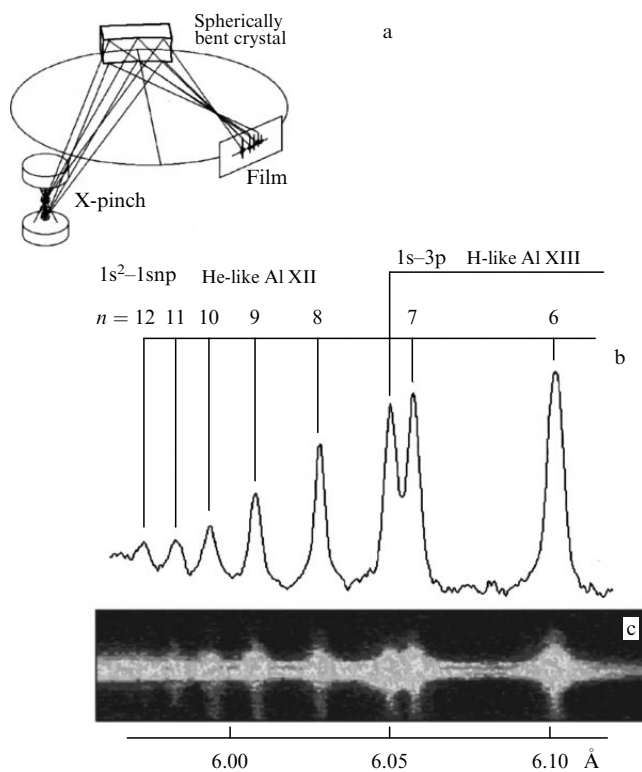 Spherically
bent crystal
a
Film
X-pinch
1s–3p H-like Al XIII
1s²–1snp He-like Al XII
n = 12 11 10 9 8 7 6
b
c
6.00 6.05 6.10 Å